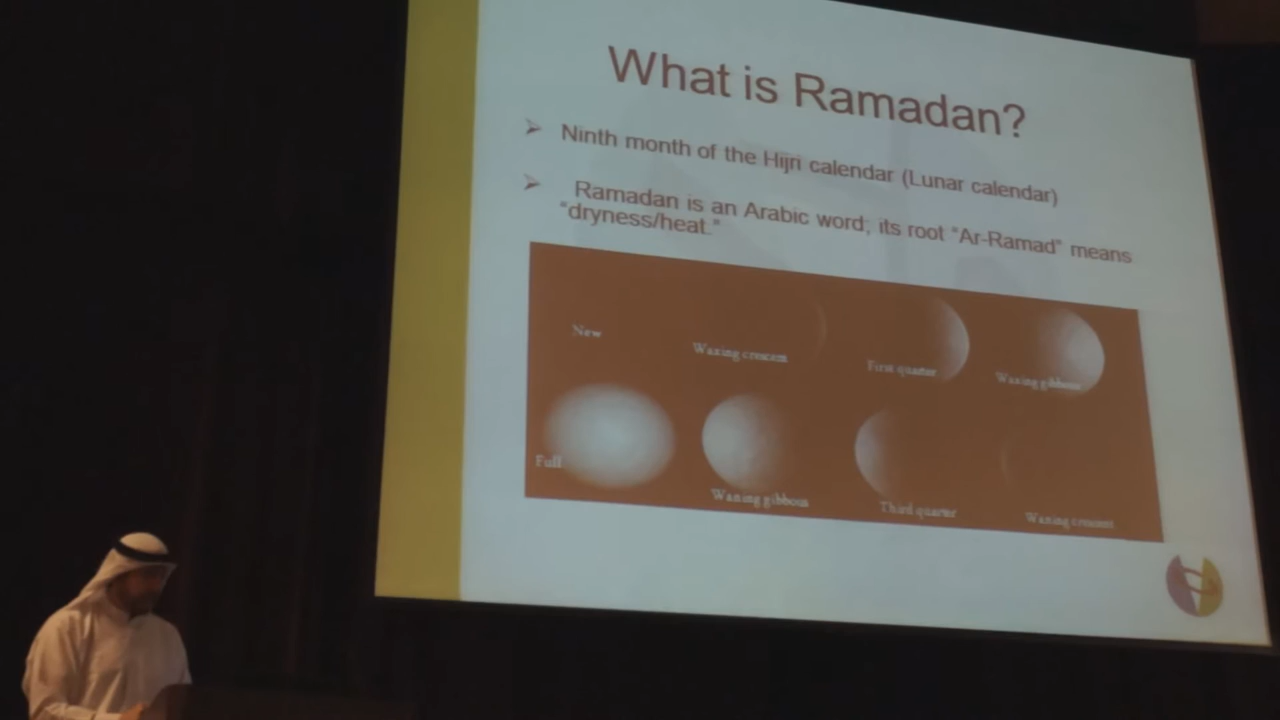 What is Ramadan?
➢ Ninth month of the Hijri calendar (Lunar calendar)
➢ Ramadan is an Arabic word; its root "Ar-Ramad" means
"dryness/heat."
New
Waxing crescent
First quarter
Waxing gibbous
Full
Waning gibbous
Third quarter
Waning crescent